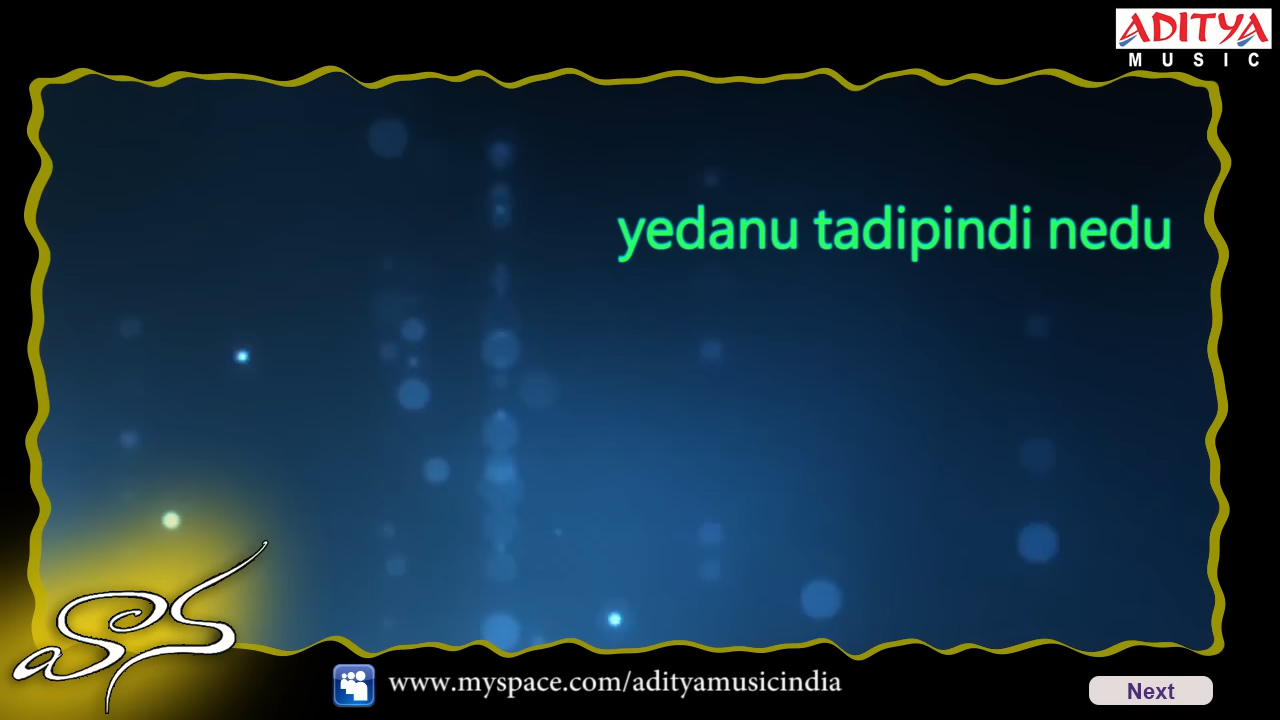 ADITYA
MUSIC
yedanu tadipindi nedu
వాన
www.myspace.com/adityamusicindia
Next